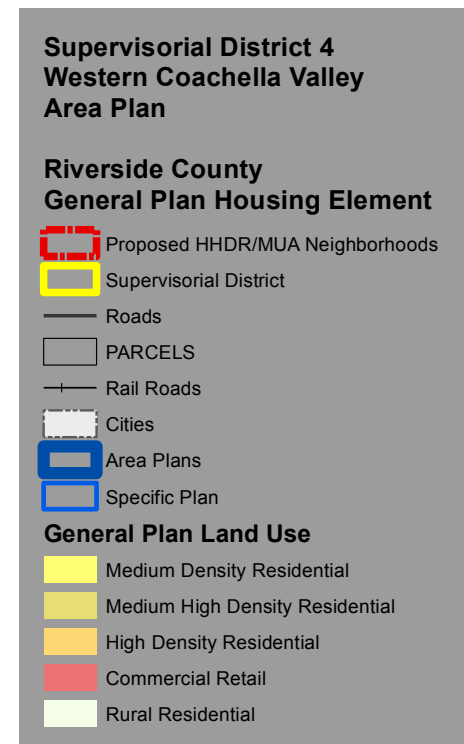 Supervisorial District 4
Western Coachella Valley
Area Plan
Riverside County
General Plan Housing Element
Proposed HHDR/MUA Neighborhoods
Supervisorial District
Roads
PARCELS
Rail Roads
Cities
Area Plans
Specific Plan
General Plan Land Use
Medium Density Residential
Medium High Density Residential
High Density Residential
Commercial Retail
Rural Residential